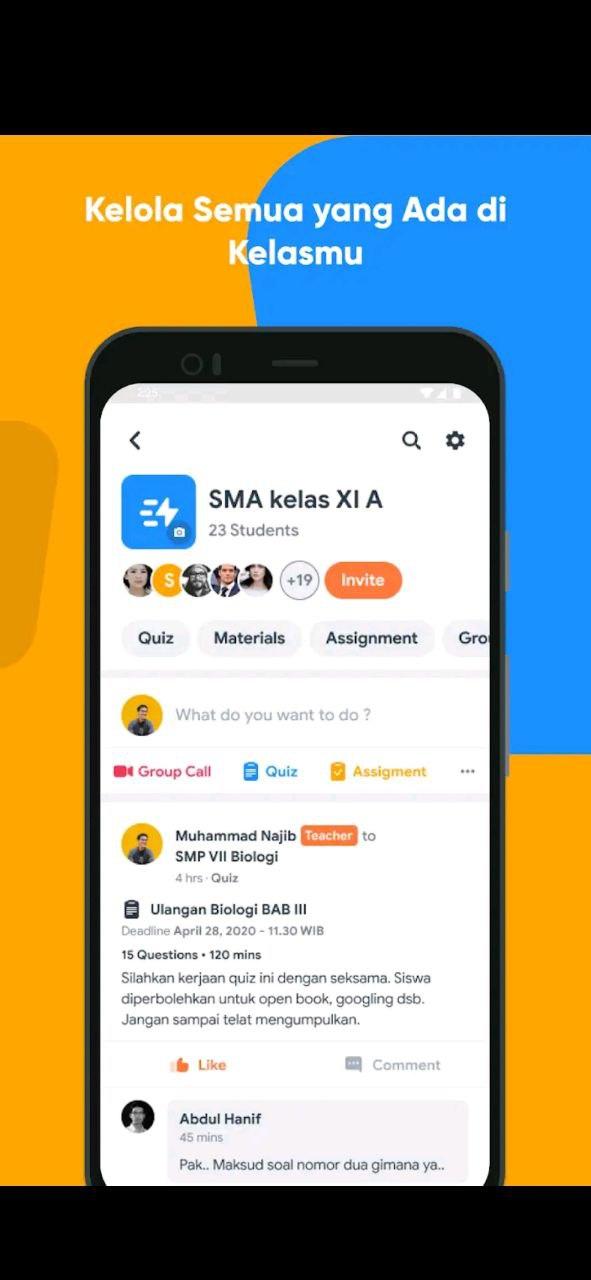 Kelola Semua yang Ada di
Kelasmu
2:25
SMA kelas XI A
23 Students
S
+19
Invite
Quiz
Materials
Assignment
Grou
What do you want to do ?
Group Call
Quiz
Assigment
Muhammad Najib Teacher to
SMP VII Biologi
4 hrs · Quiz
Ulangan Biologi BAB III
Deadline April 28, 2020 - 11.30 WIB
15 Questions • 120 mins
Silahkan kerjaan quiz ini dengan seksama. Siswa
diperbolehkan untuk open book, googling dsb.
Jangan sampai telat mengumpulkan.
Like
Comment
Abdul Hanif
45 mins
Pak.. Maksud soal nomor dua gimana ya..